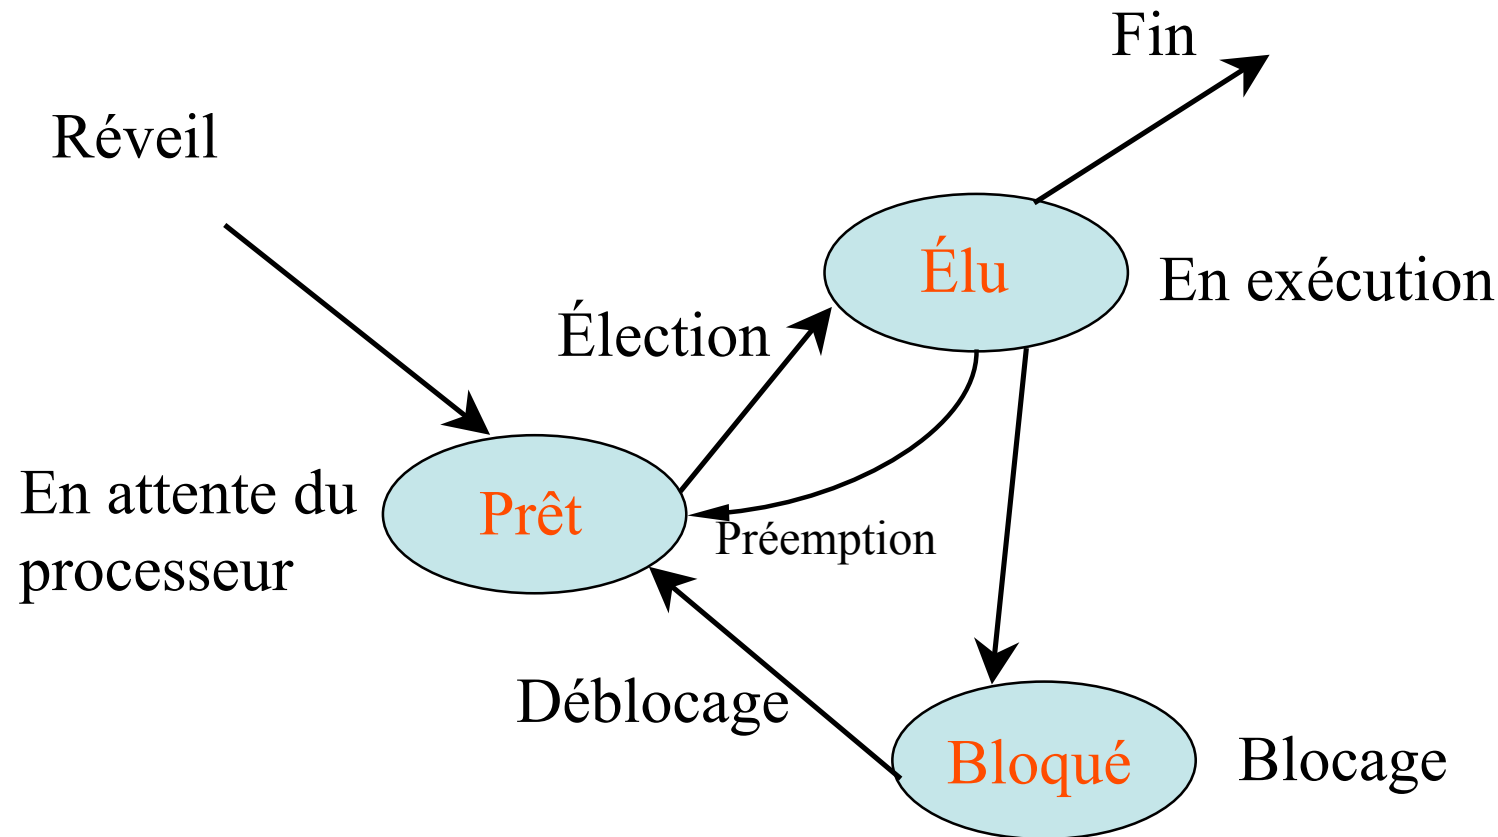 Fin
Réveil
Élu
En exécution
Élection
En attente du
processeur
Prêt
Préemption
Déblocage
Bloqué
Blocage